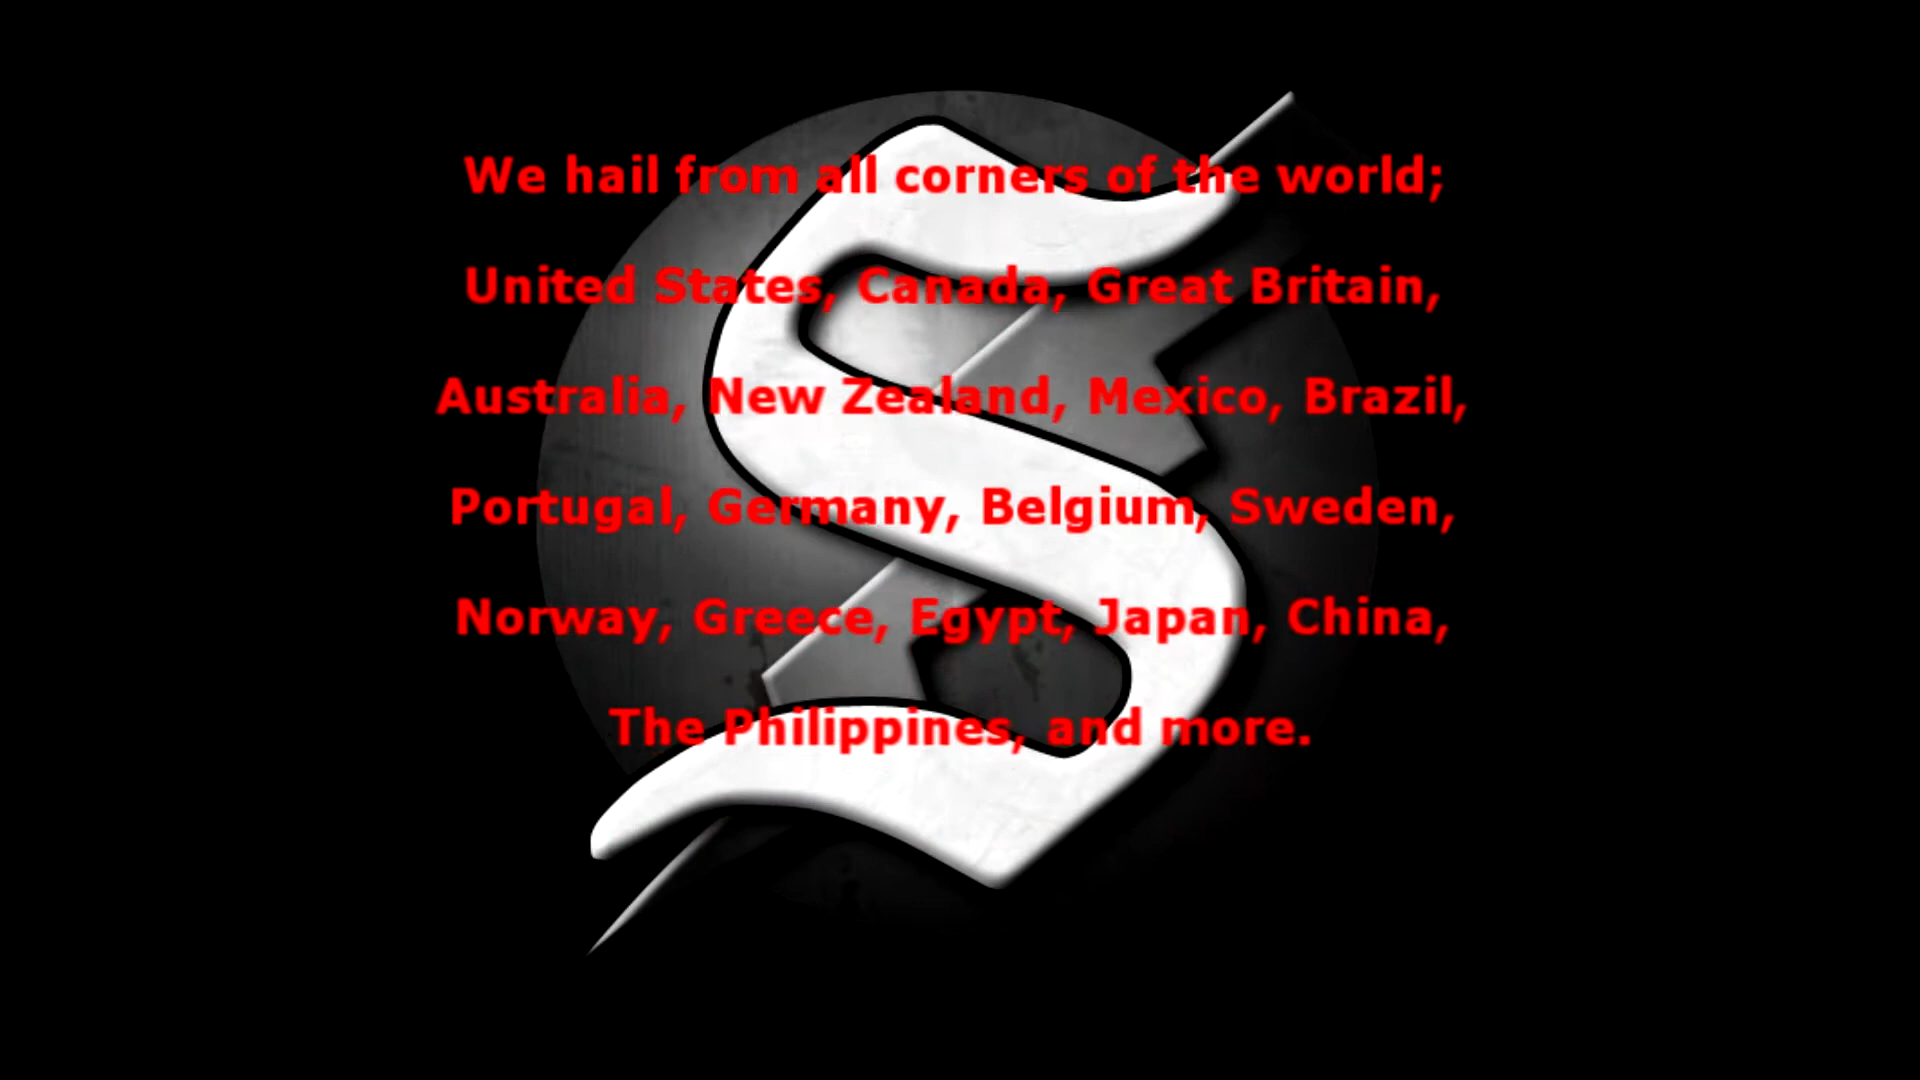 We hail from all corners of the world;
United States, Canada, Great Britain,
Australia, New Zealand, Mexico, Brazil,
Portugal, Germany, Belgium, Sweden,
Norway, Greece, Egypt, Japan, China,
The Philippines, and more.